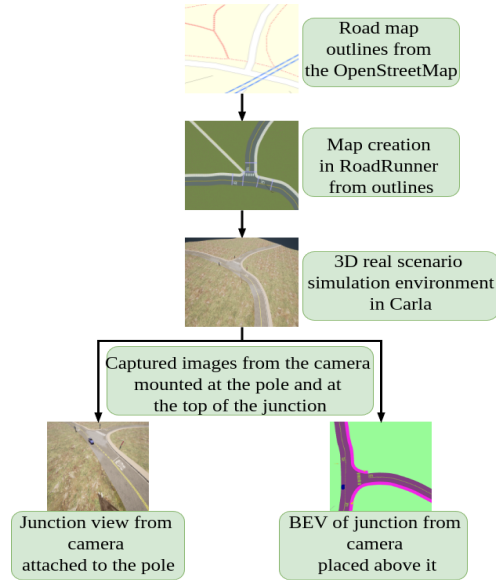 Road map
outlines from
the OpenStreetMap
Map creation
in RoadRunner
from outlines
3D real scenario
simulation environment
in Carla
Captured images from the camera
mounted at the pole and at
the top of the junction
Junction view from
camera
attached to the pole
BEV of junction from
camera
placed above it